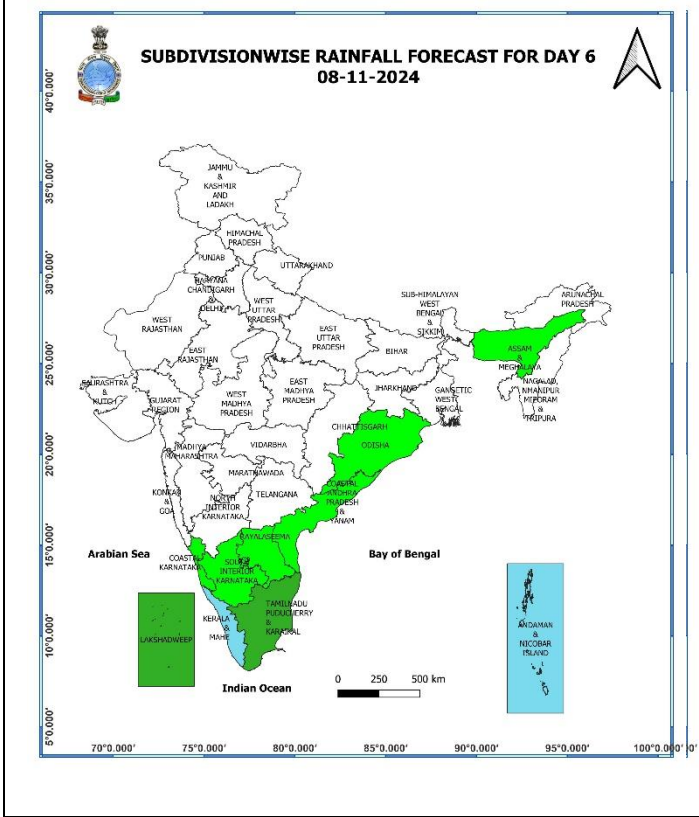 SUBDIVISIONWISE RAINFALL FORECAST FOR DAY 6
08-11-2024
40°0.000'
35°0.000'
30°0.000'
25°0.000'
20°0.000'
15°0.000'
10°0.000'
5°0.000'
JAMMU
&
KASHMIR
AND
LADAKH
HIMACHAL
PRADESH
PUNJAB
UTTARAKHAND
HARYANA
CHANDIGARH
&
DELHI
WEST
UTTAR
PRADESH
WEST
RAJASTHAN
EAST
RAJASTHAN
EAST
UTTAR
PRADESH
SUB-HIMALAYAN
WEST
BENGAL
&
SIKKIM
ARUNACHAL
PRADESH
ASSAM
&
MEGHALAYA
BIHAR
SAURASHTRA
&
KUTCH
GUJARAT
REGION
WEST
MADHYA
PRADESH
EAST
MADHYA
PRADESH
JHARKHAND
GANGETIC
WEST
BENGAL
MIZORAM
&
TRIPURA
CHHATTISGARH
ODISHA
MADHYA
MAHARASHTRA
VIDARBHA
MARATHAWADA
KONKAN
&
GOA
NORTH
INTERIOR
KARNATAKA
TELANGANA
COASTAL
ANDHRA
PRADESH
&
YANAM
RAYALASEEMA
Arabian Sea
Bay of Bengal
COASTAL
KARNATAKA
SOUTH
INTERIOR
KARNATAKA
KERALA
&
MAHE
TAMILNADU
PUDUCHERRY
&
KARAIKAL
LAKSHADWEEP
ANDAMAN
&
NICOBAR
ISLAND
Indian Ocean
0 250 500 km
70°0.000' 75°0.000' 80°0.000' 85°0.000' 90°0.000' 95°0.000' 100°0.000'